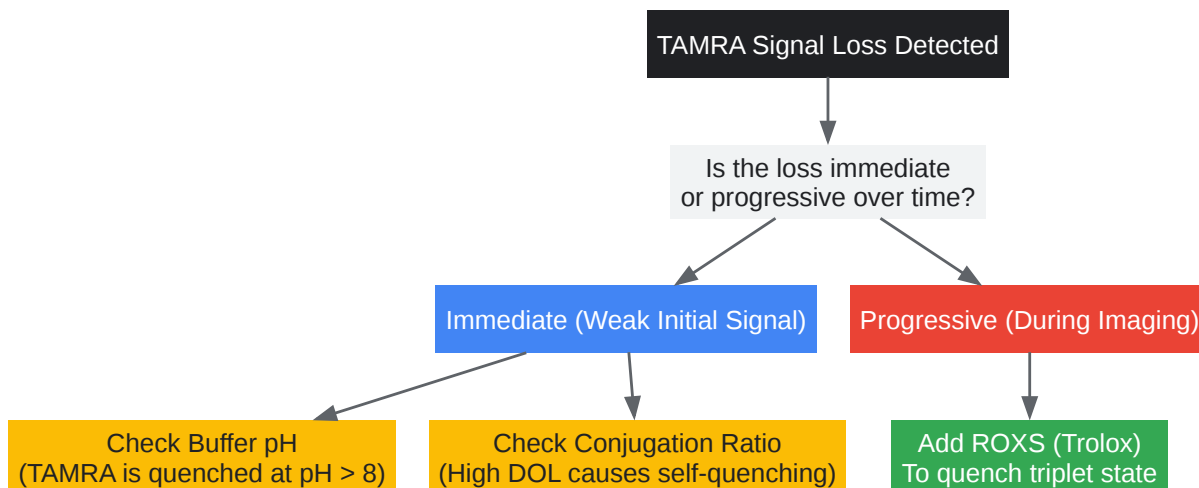 TAMRA Signal Loss Detected
Is the loss immediate
or progressive over time?
Immediate (Weak Initial Signal)
Progressive (During Imaging)
Check Buffer pH
(TAMRA is quenched at pH > 8)
Check Conjugation Ratio
(High DOL causes self-quenching)
Add ROXS (Trolox)
To quench triplet state